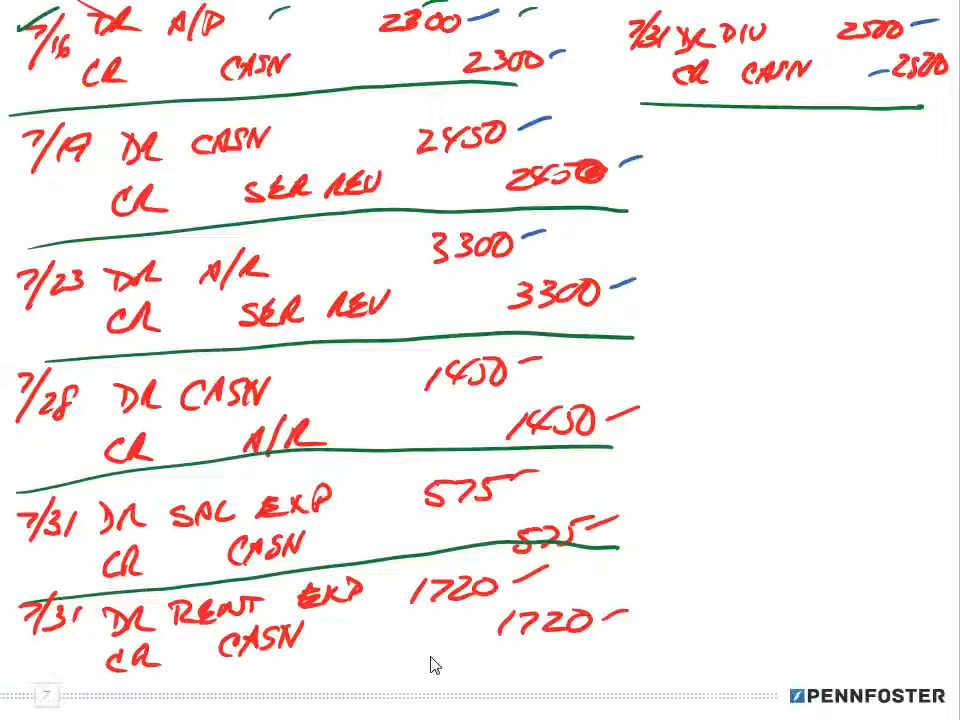 7/16 DR A/P 2300
CR CASH 2300
7/19 DR CASH 2450
CR SER REV 2450
7/23 DR A/R 3300
CR SER REV 3300
7/28 DR CASH 1450
CR A/R 1450
7/31 DR SAL EXP 575
CR CASH 575
7/31 DR RENT EXP 1720
CR CASH 1720
7/31 DR DIV 2500
CR CASH 2500
7
PENNFOSTER